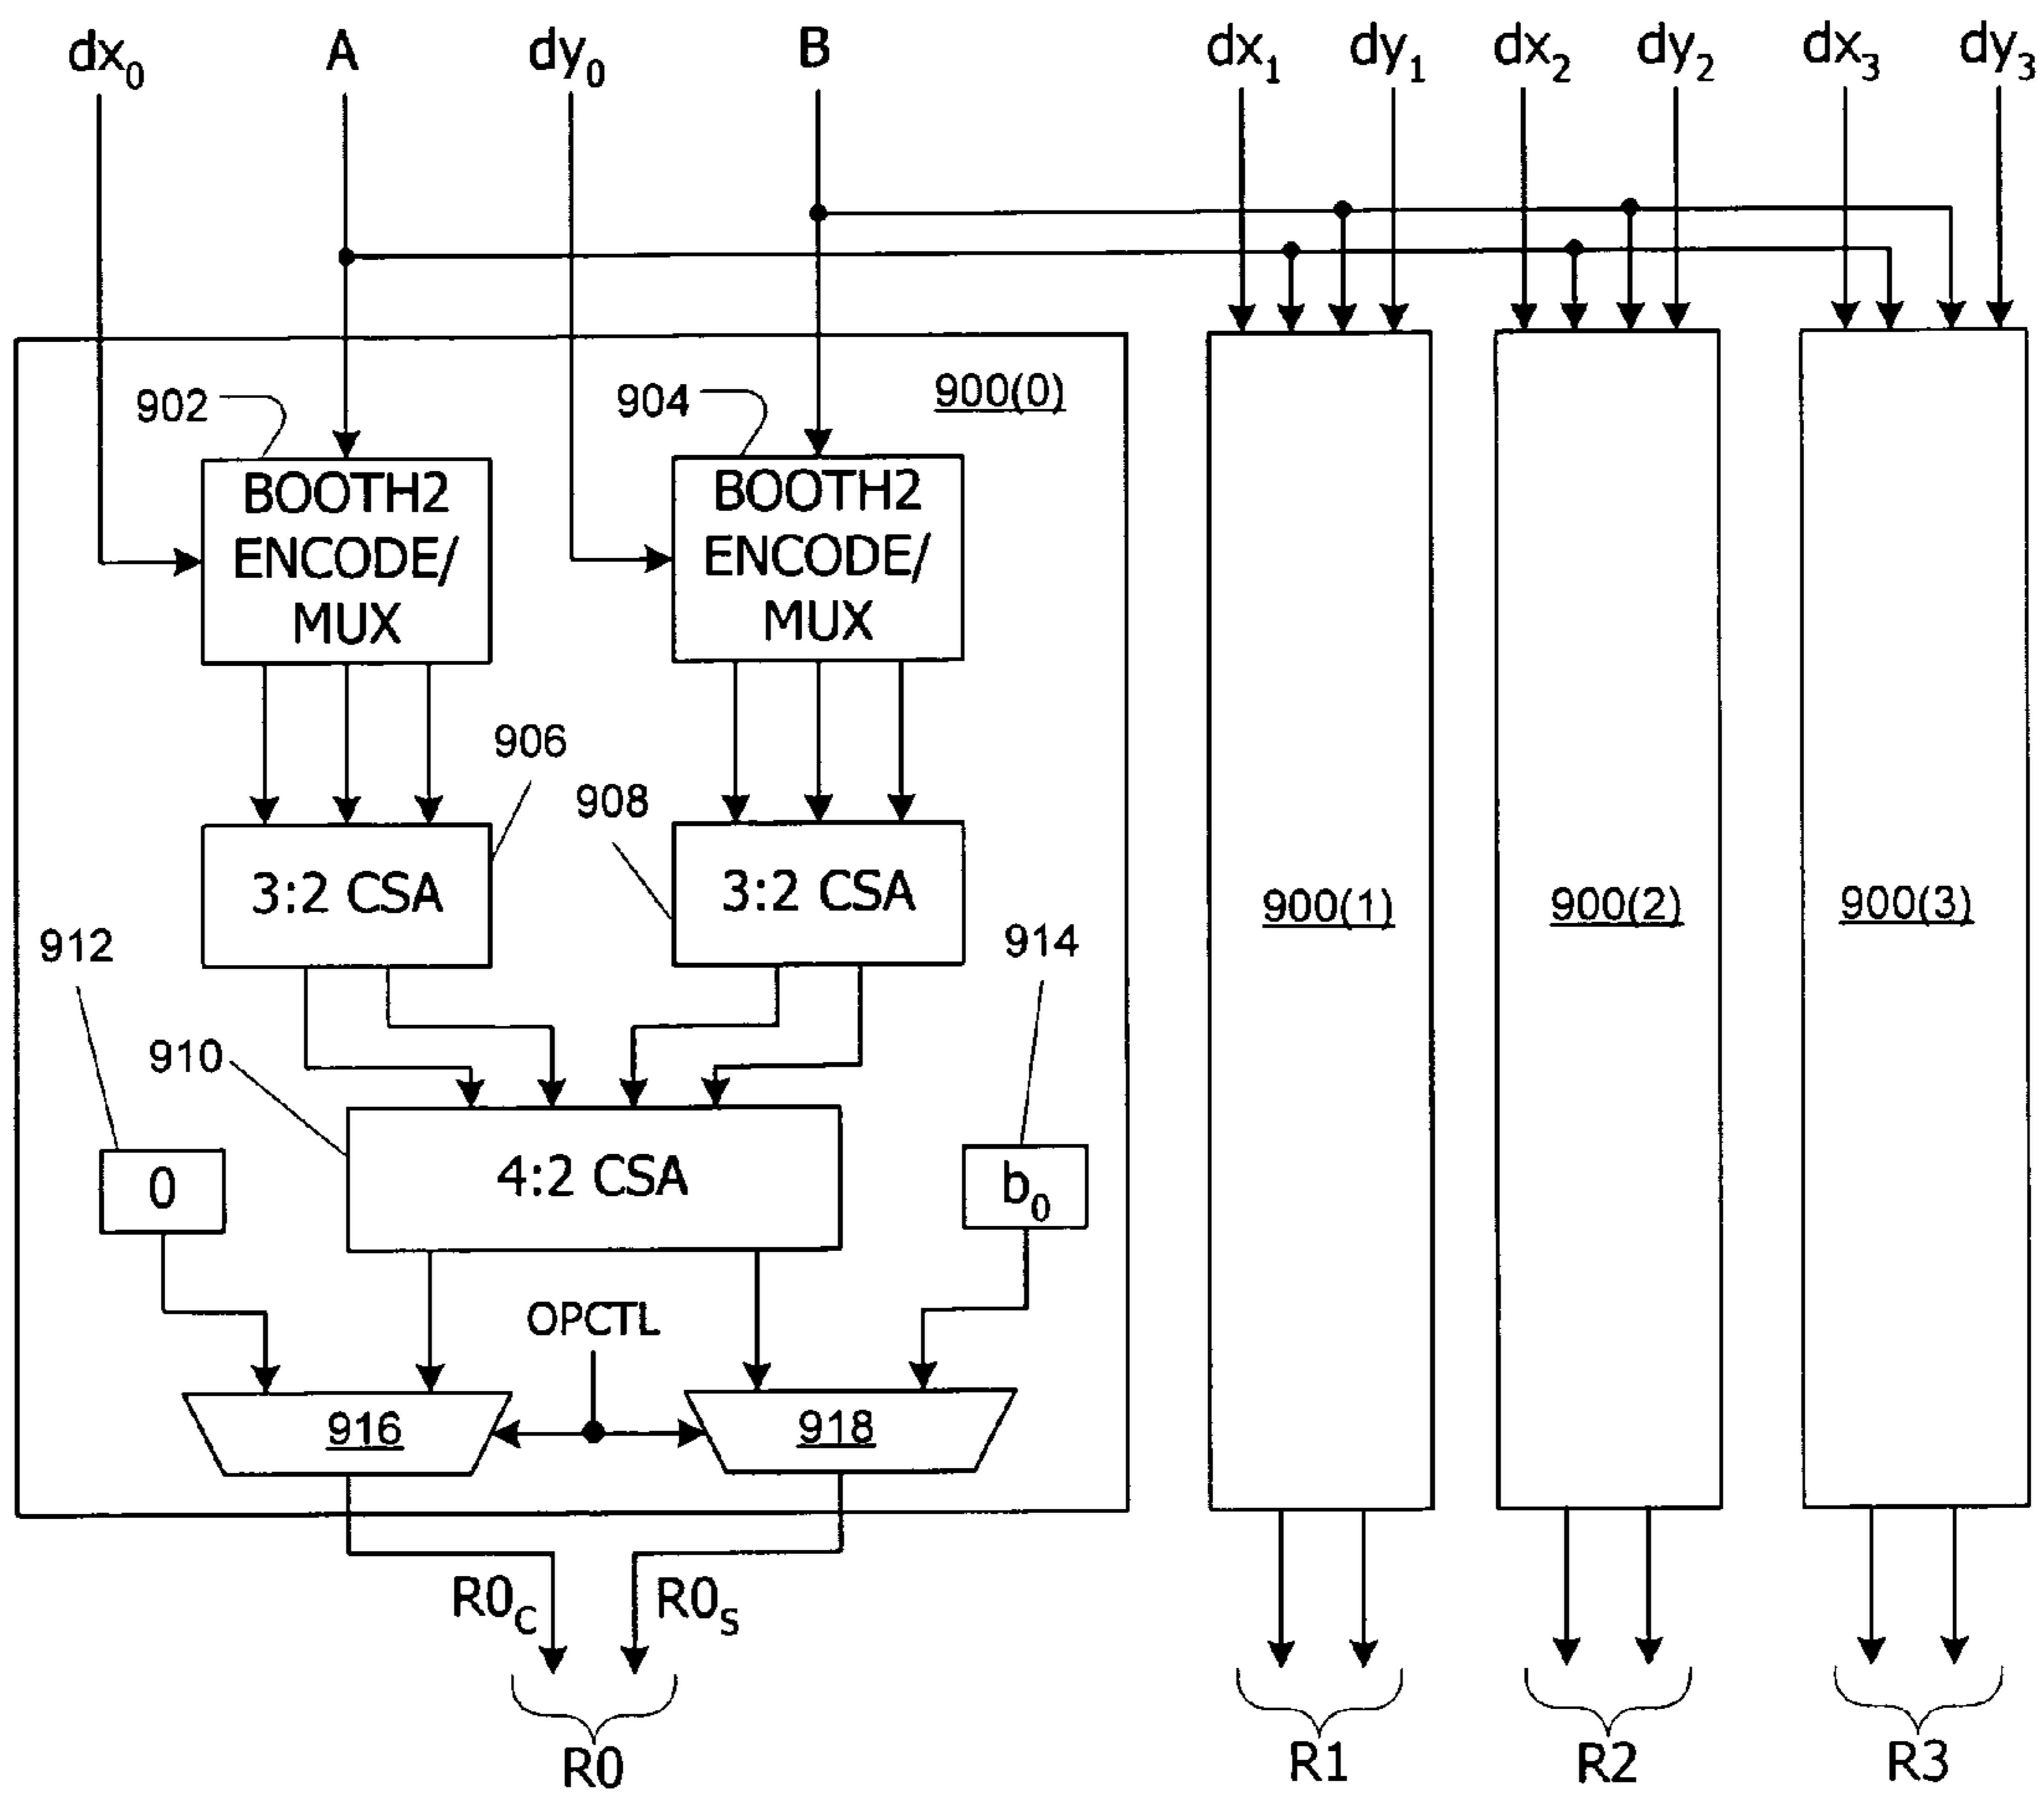 dx0 A dy0 B dx1 dy1 dx2 dy2 dx3 dy3
902 904 900(0)
BOOTH2 ENCODE/ MUX
BOOTH2 ENCODE/ MUX
906
908
3:2 CSA
3:2 CSA
900(1) 900(2) 900(3)
912
914
910
0
4:2 CSA
b0
OPCTL
916
918
R0C R0S
R0 R1 R2 R3